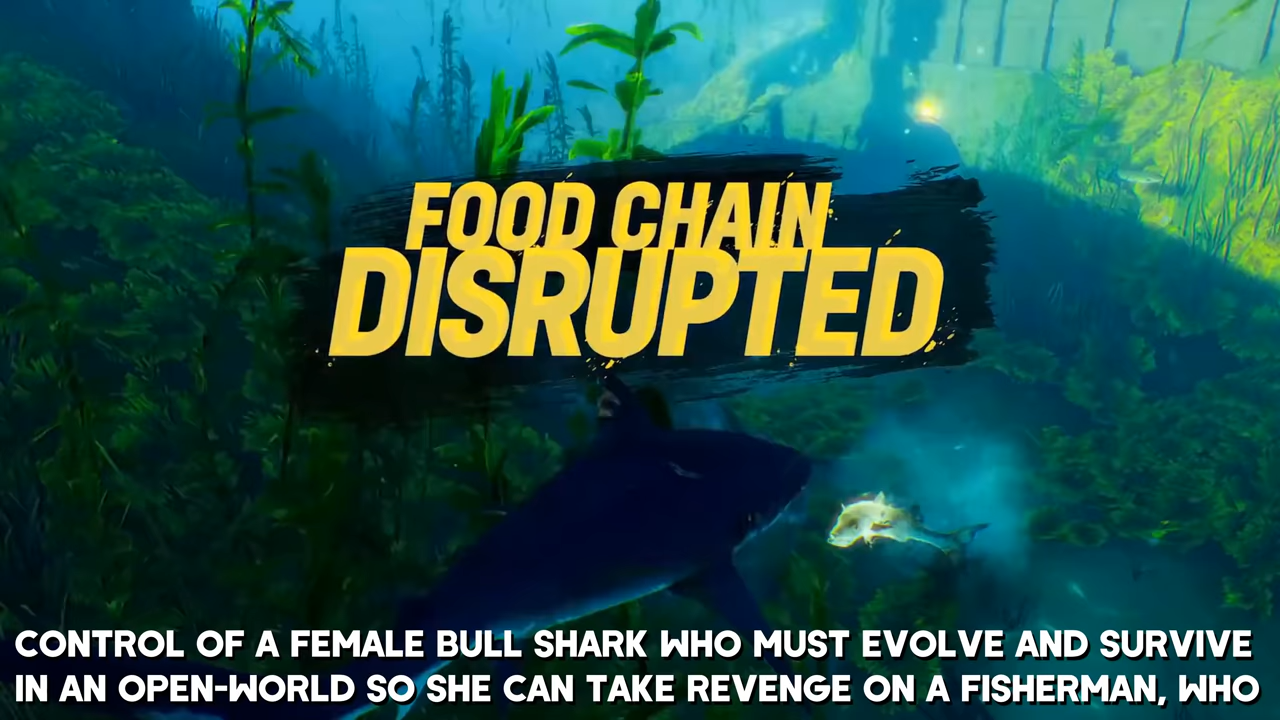 FOOD CHAIN
DISRUPTED
CONTROL OF A FEMALE BULL SHARK WHO MUST EVOLVE AND SURVIVE
IN AN OPEN-WORLD SO SHE CAN TAKE REVENGE ON A FISHERMAN, WHO